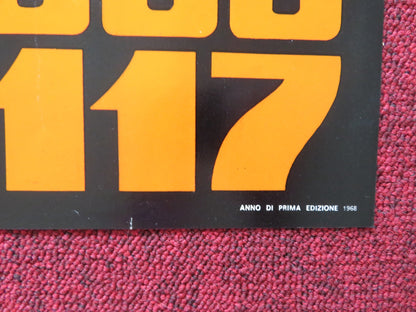 117
ANNO DI PRIMA EDIZIONE 1968